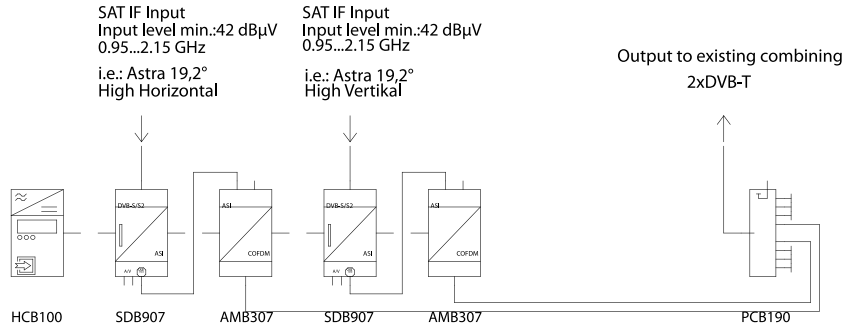 SAT IF Input
Input level min.:42 dBµV
0.95...2.15 GHz
i.e.: Astra 19,2°
High Horizontal
SAT IF Input
Input level min.:42 dBµV
0.95...2.15 GHz
i.e.: Astra 19,2°
High Vertikal
Output to existing combining
2xDVB-T
DVB-S/S2
ASI
A/V
ASI
COFDM
DVB-S/S2
ASI
A/V
ASI
COFDM
T
HCB100
SDB907
AMB307
SDB907
AMB307
PCB190